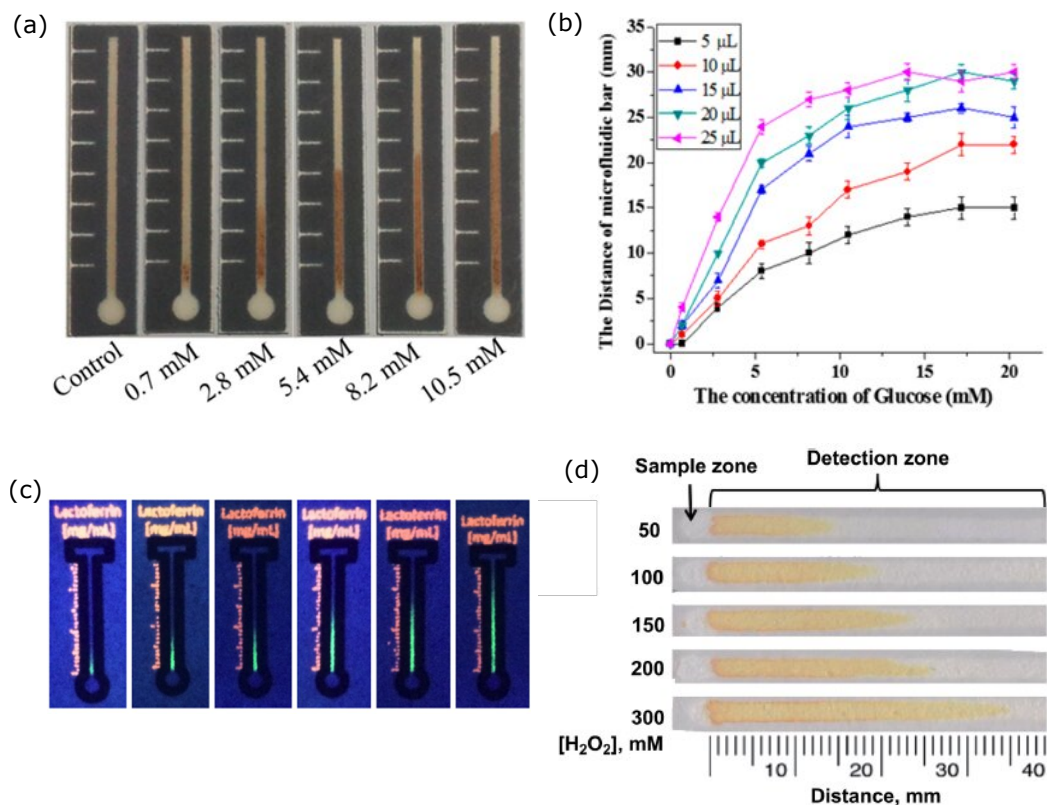 (a)
Control
0.7 mM
2.8 mM
5.4 mM
8.2 mM
10.5 mM
(b)
The Distance of microfluidic bar (mm)
35
30
25
20
15
10
5
0
5 μL
10 μL
15 μL
20 μL
25 μL
0
5
10
15
20
The concentration of Glucose (mM)
(c)
Lactoferrin
[mg/mL]
Lactoferrin
[mg/mL]
Lactoferrin
[mg/mL]
Lactoferrin
[mg/mL]
Lactoferrin
[mg/mL]
Lactoferrin
[mg/mL]
(d)
Sample zone
Detection zone
50
100
150
200
300
[H₂O₂], mM
10
20
30
40
Distance, mm